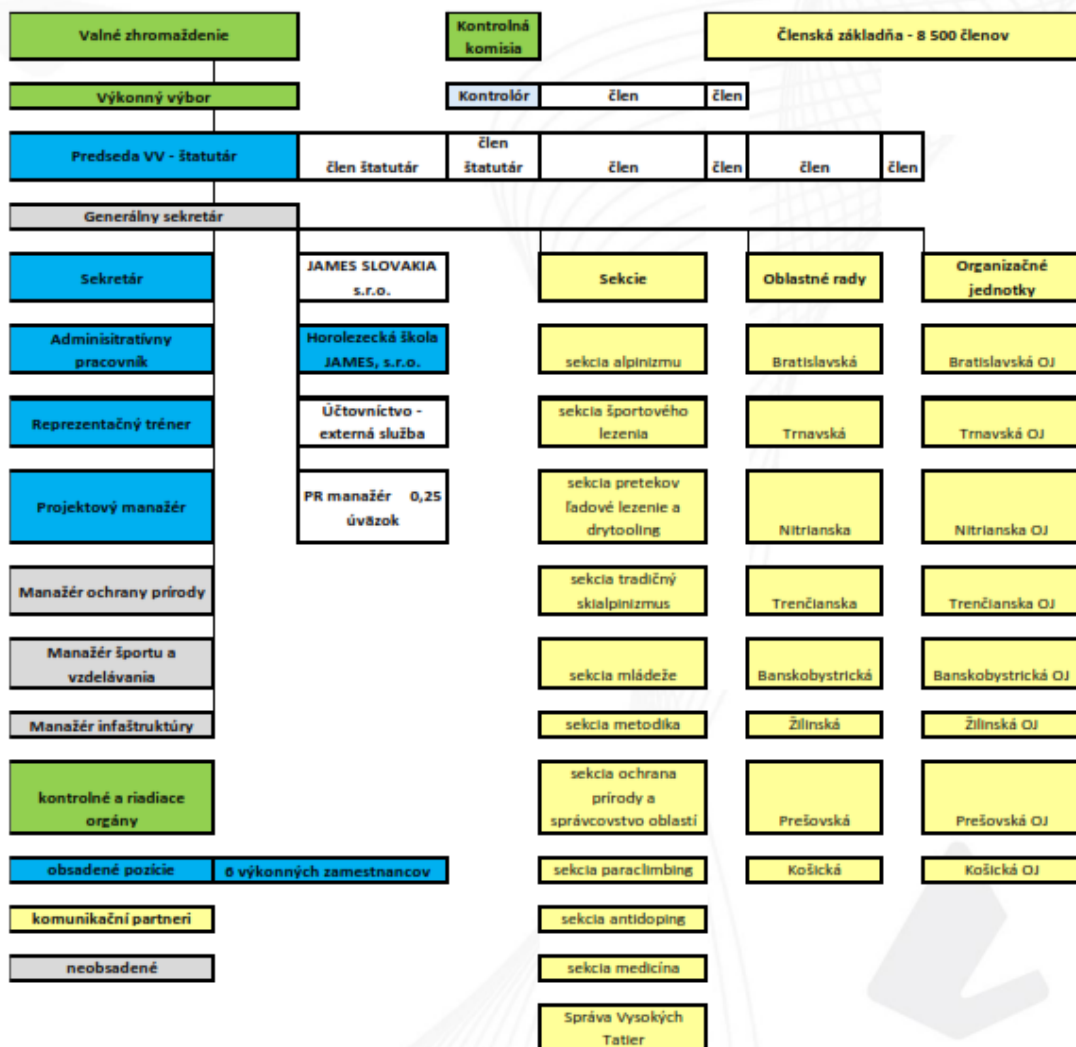 Valné zhromaždenie
Kontrolná
komisia
Členská základňa - 8 500 členov
Výkonný výbor
Kontrolór
člen
člen
Predseda VV - štatutár
člen štatutár
člen
štatutár
člen
člen
člen
člen
Generálny sekretár
Sekretár
JAMES SLOVAKIA
s.r.o.
Sekcie
Oblastné rady
Organizačné
jednotky
Adminisitratívny
pracovník
Horolezecká škola
JAMES, s.r.o.
sekcia alpinizmu
Bratislavská
Bratislavská OJ
Reprezentačný tréner
Účtovníctvo -
externá služba
sekcia športového
lezenia
Trnavská
Trnavská OJ
Projektový manažér
PR manažér 0,25
úväzok
sekcia pretekov
ľadové lezenie a
drytooling
Nitrianska
Nitrianska OJ
Manažér ochrany prírody
sekcia tradičný
skialpinizmus
Trenčianska
Trenčianska OJ
Manažér športu a
vzdelávania
sekcia mládeže
Banskobystrická
Banskobystrická OJ
Manažér infaštruktúry
sekcia metodika
Žilinská
Žilinská OJ
kontrolné a riadiace
orgány
sekcia ochrana
prírody a
správcovstvo oblastí
Prešovská
Prešovská OJ
obsadené pozície
6 výkonných zamestnancov
sekcia paraclimbing
Košická
Košická OJ
komunikační partneri
sekcia antidoping
neobsadené
sekcia medicína
Správa Vysokých
Tatier